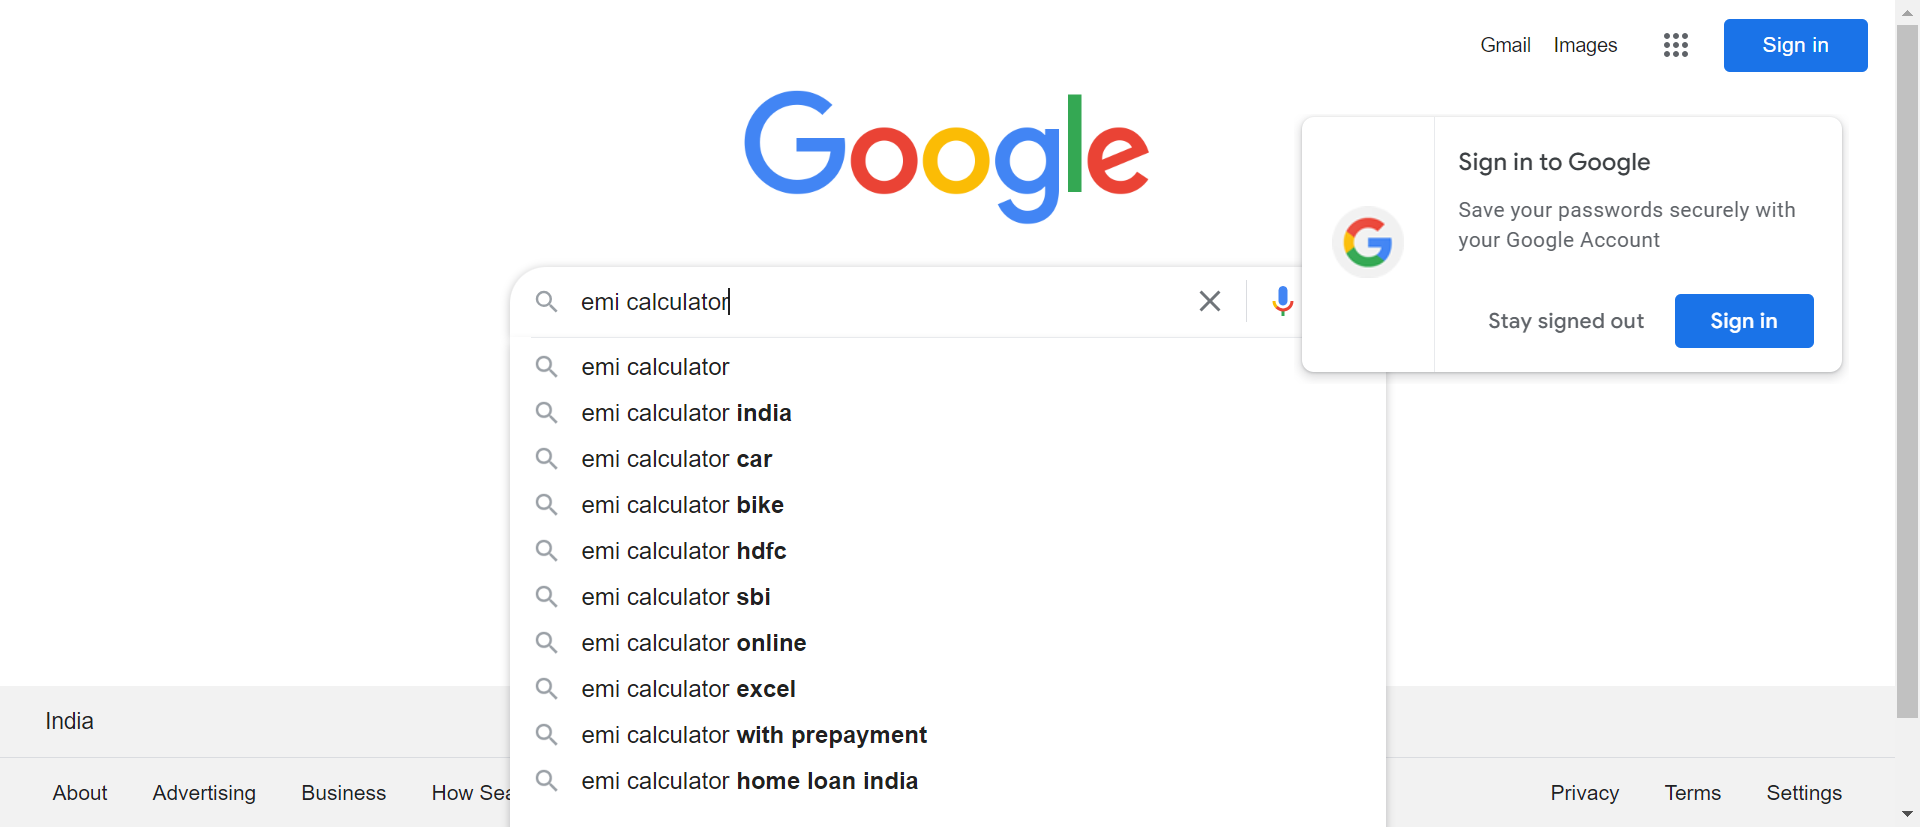 Gmail Images Sign in
Google
Sign in to Google
Save your passwords securely with
your Google Account
Stay signed out Sign in
emi calculator
emi calculator
emi calculator india
emi calculator car
emi calculator bike
emi calculator hdfc
emi calculator sbi
emi calculator online
emi calculator excel
emi calculator with prepayment
emi calculator home loan india
India
About Advertising Business How Sea
Privacy Terms Settings